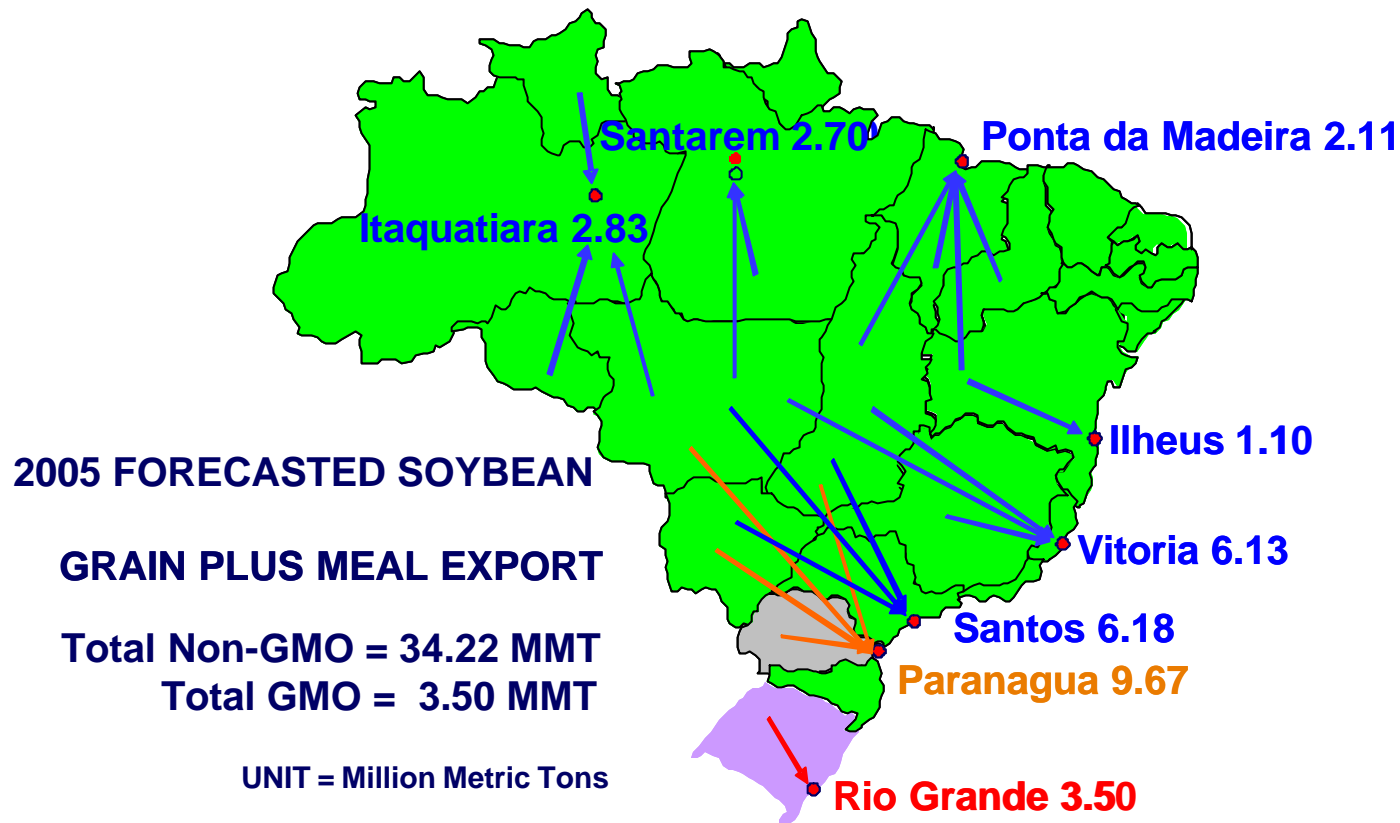 Santarem 2.70
Ponta da Madeira 2.11
Itaquatiara 2.83
Ilheus 1.10
2005 FORECASTED SOYBEAN
GRAIN PLUS MEAL EXPORT
Vitoria 6.13
Santos 6.18
Total Non-GMO = 34.22 MMT
Paranagua 9.67
Total GMO = 3.50 MMT
UNIT = Million Metric Tons
Rio Grande 3.50